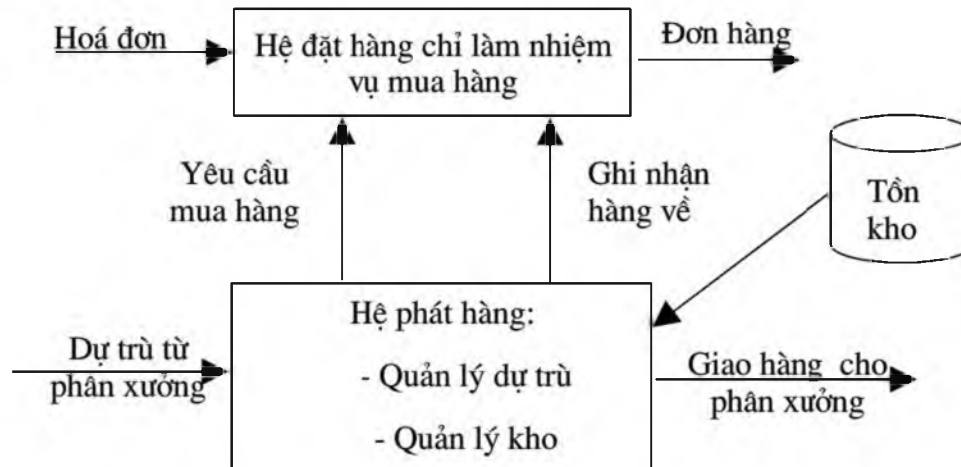 Hoá đơn
Hệ đặt hàng chỉ làm nhiệm
vụ mua hàng
Đơn hàng
Yêu cầu
mua hàng
Ghi nhận
hàng về
Tồn
kho
Hệ phát hàng:
- Quản lý dự trù
- Quản lý kho
Dự trù từ
phân xưởng
Giao hàng cho
phân xưởng